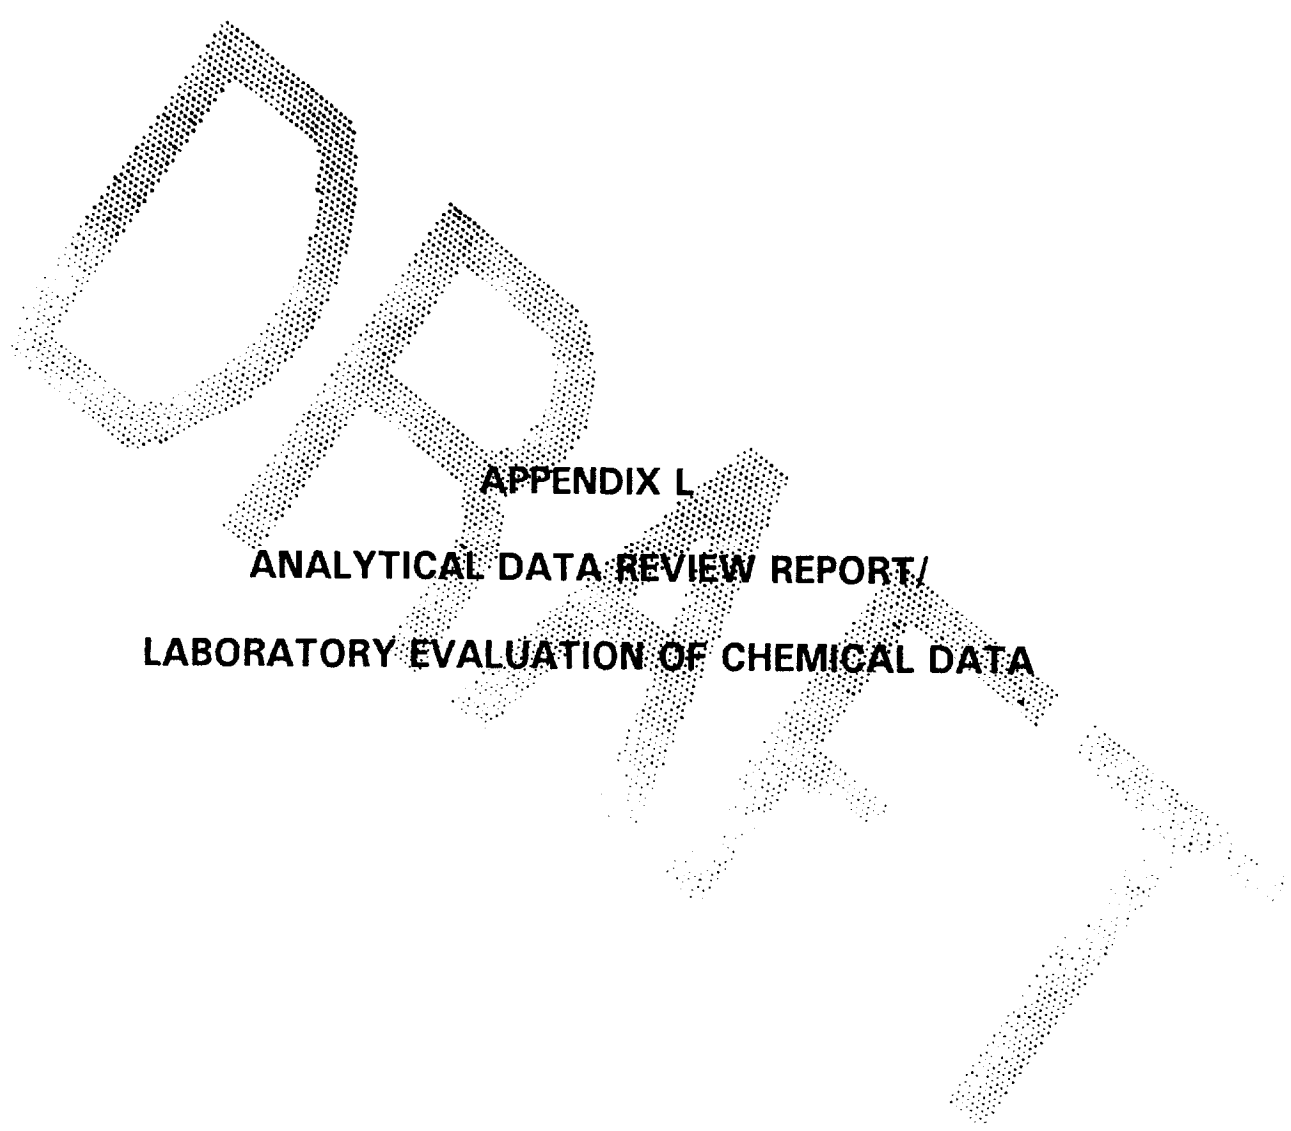 DRAFT
APPENDIX L
ANALYTICAL DATA REVIEW REPORT/
LABORATORY EVALUATION OF CHEMICAL DATA